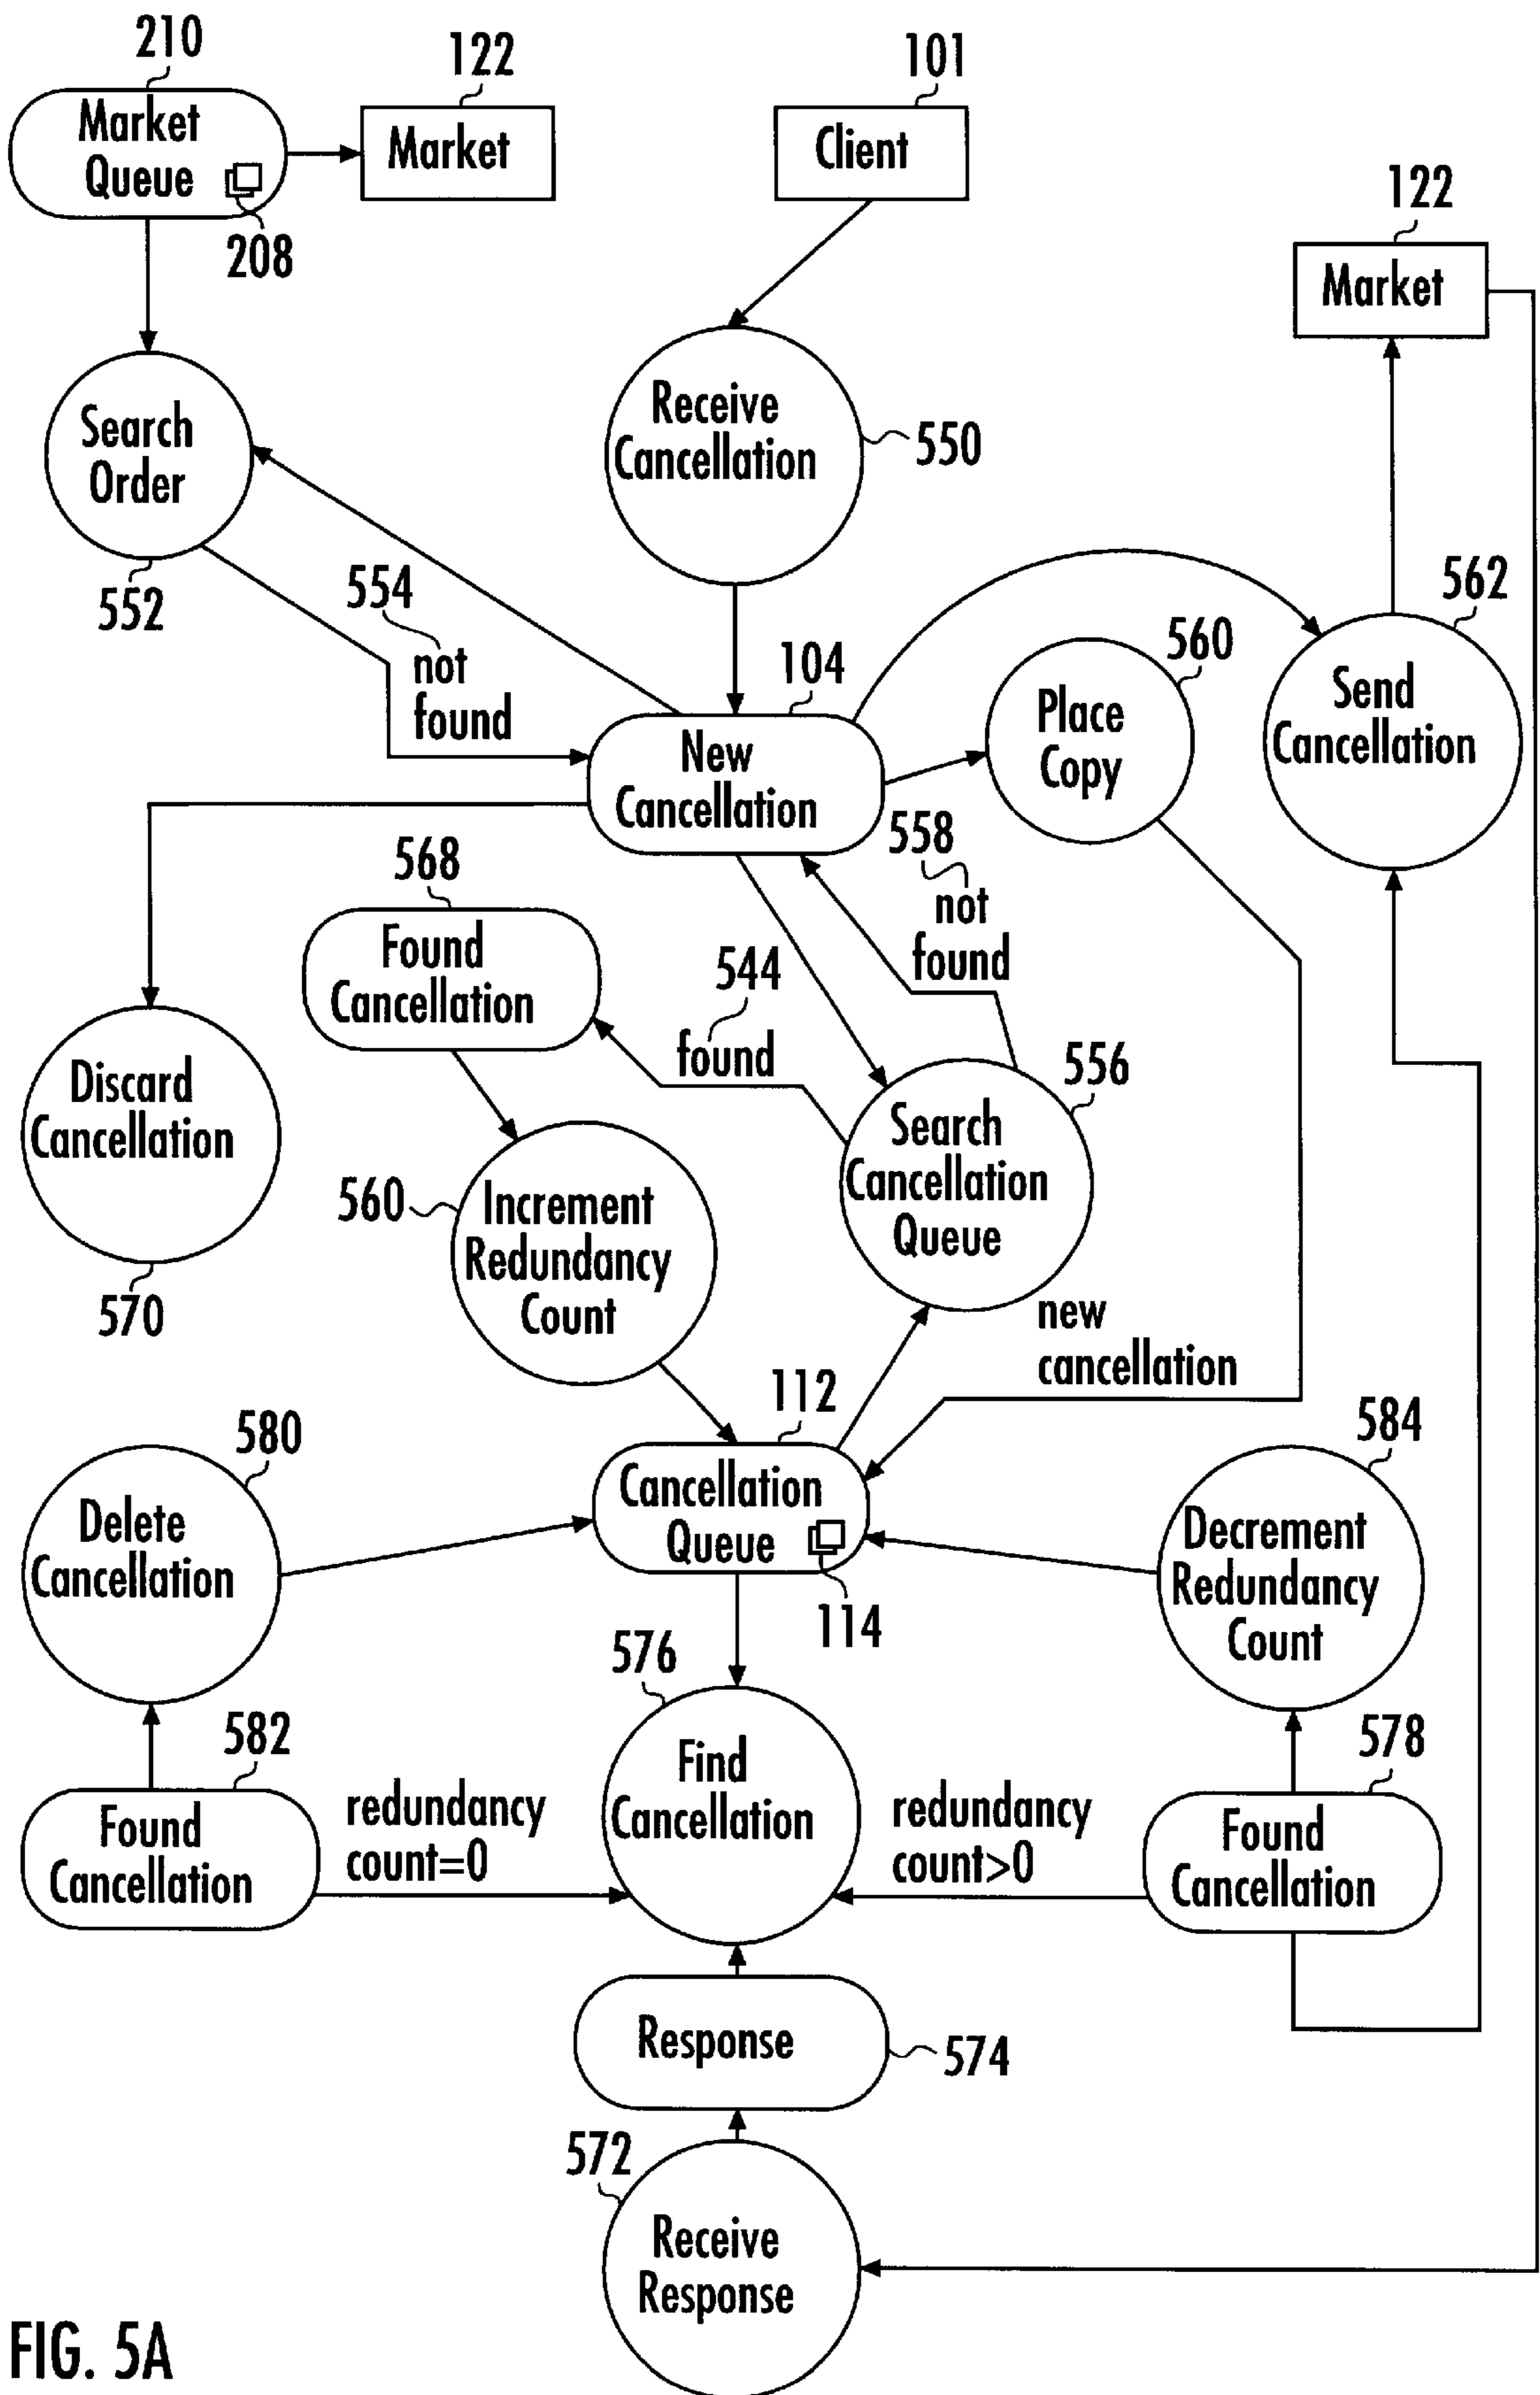 210
122
101
Market
Queue
Market
Client
122
208
Market
Search
Order
Receive
Cancellation
550
552
554
not
found
562
560
104
Send
Cancellation
Place
Copy
New
Cancellation
558
not
found
568
Found
Cancellation
544
found
556
Discard
Cancellation
Search
Cancellation
Queue
560
Increment
Redundancy
Count
570
new
cancellation
112
580
584
Cancellation
Queue
Delete
Cancellation
Decrement
Redundancy
Count
114
576
582
578
Find
Cancellation
redundancy
count=0
redundancy
count>0
Found
Cancellation
Found
Cancellation
Response
574
572
Receive
Response
FIG. 5A